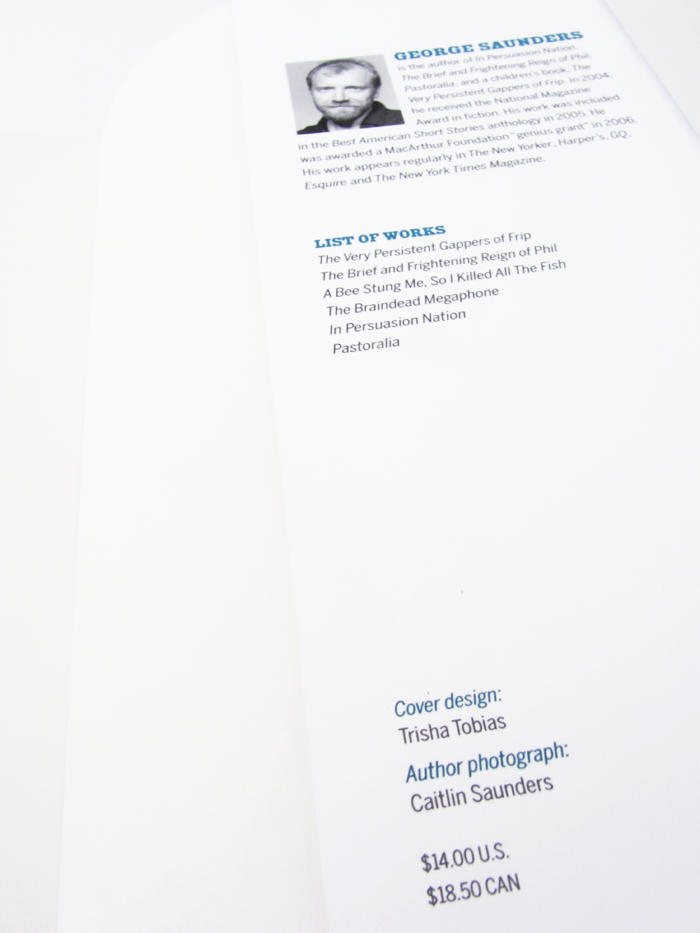 GEORGE SAUNDERS
is the author of In Persuasion Nation,
The Brief and Frightening Reign of Phil,
Pastoralia, and a children's book, The
Very Persistent Gappers of Frip. In 2004,
he received the National Magazine
Award in fiction. His work was included
in the Best American Short Stories anthology in 2005. He
was awarded a MacArthur Foundation "genius grant" in 2006.
His work appears regularly in The New Yorker, Harper's, GQ,
Esquire and The New York Times Magazine.
LIST OF WORKS
The Very Persistent Gappers of Frip
The Brief and Frightening Reign of Phil
A Bee Stung Me, So I Killed All The Fish
The Braindead Megaphone
In Persuasion Nation
Pastoralia
Cover design:
Trisha Tobias
Author photograph:
Caitlin Saunders
$14.00 U.S.
$18.50 CAN